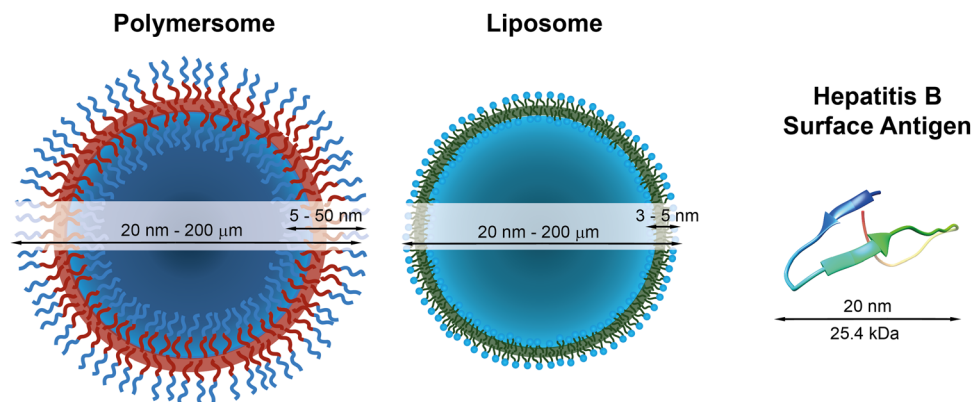 Polymersome
5 - 50 nm
20 nm - 200 μm
Liposome
3 - 5 nm
20 nm - 200 μm
Hepatitis B
Surface Antigen
20 nm
25.4 kDa